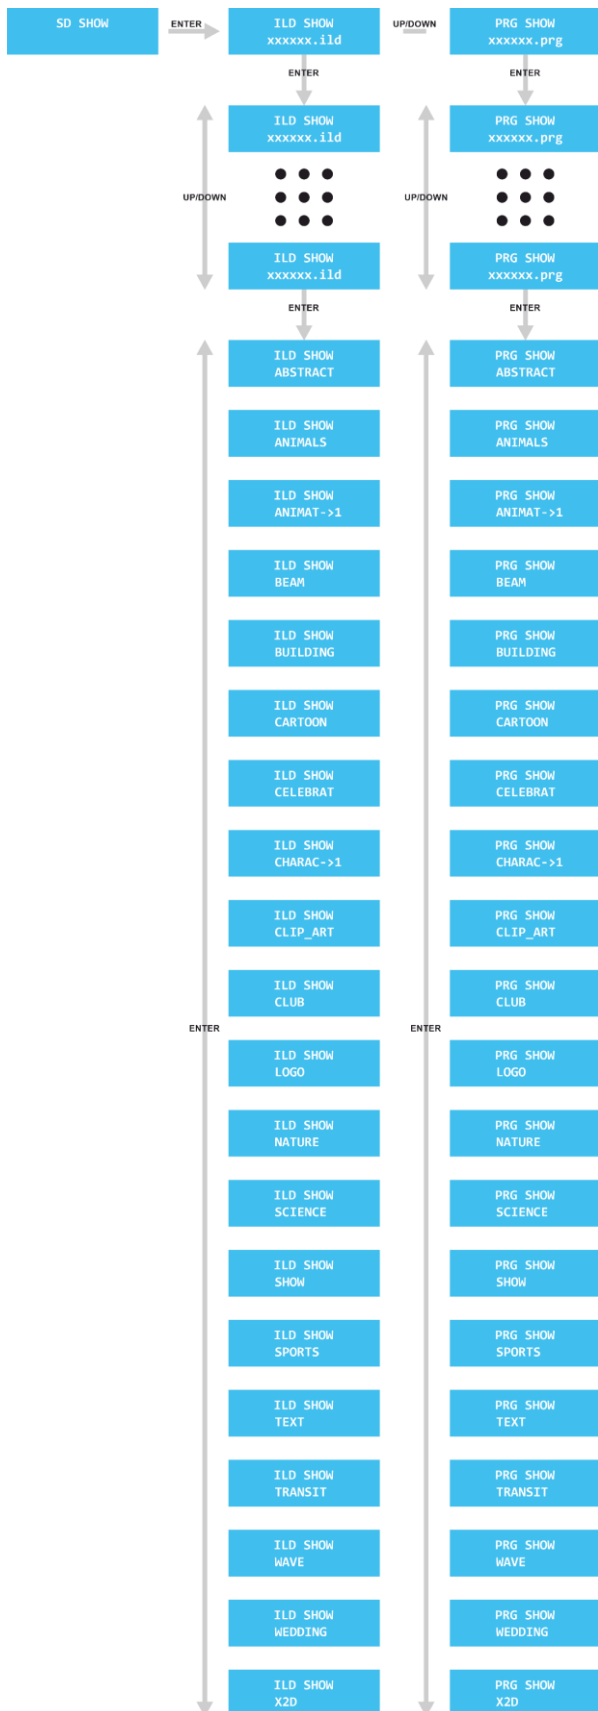 SD SHOW
ENTER
ILD SHOW
xxxxxx.ild
UP/DOWN
PRG SHOW
xxxxxx.prg
ENTER
ENTER
ILD SHOW
xxxxxx.ild
PRG SHOW
xxxxxx.prg
UP/DOWN
UP/DOWN
ILD SHOW
xxxxxx.ild
PRG SHOW
xxxxxx.prg
ENTER
ENTER
ILD SHOW
ABSTRACT
PRG SHOW
ABSTRACT
ILD SHOW
ANIMALS
PRG SHOW
ANIMALS
ILD SHOW
ANIMAT->1
PRG SHOW
ANIMAT->1
ILD SHOW
BEAM
PRG SHOW
BEAM
ILD SHOW
BUILDING
PRG SHOW
BUILDING
ILD SHOW
CARTOON
PRG SHOW
CARTOON
ILD SHOW
CELEBRAT
PRG SHOW
CELEBRAT
ILD SHOW
CHARAC->1
PRG SHOW
CHARAC->1
ILD SHOW
CLIP_ART
PRG SHOW
CLIP_ART
ILD SHOW
CLUB
PRG SHOW
CLUB
ENTER
ENTER
ILD SHOW
LOGO
PRG SHOW
LOGO
ILD SHOW
NATURE
PRG SHOW
NATURE
ILD SHOW
SCIENCE
PRG SHOW
SCIENCE
ILD SHOW
SHOW
PRG SHOW
SHOW
ILD SHOW
SPORTS
PRG SHOW
SPORTS
ILD SHOW
TEXT
PRG SHOW
TEXT
ILD SHOW
TRANSIT
PRG SHOW
TRANSIT
ILD SHOW
WAVE
PRG SHOW
WAVE
ILD SHOW
WEDDING
PRG SHOW
WEDDING
ILD SHOW
X2D
PRG SHOW
X2D